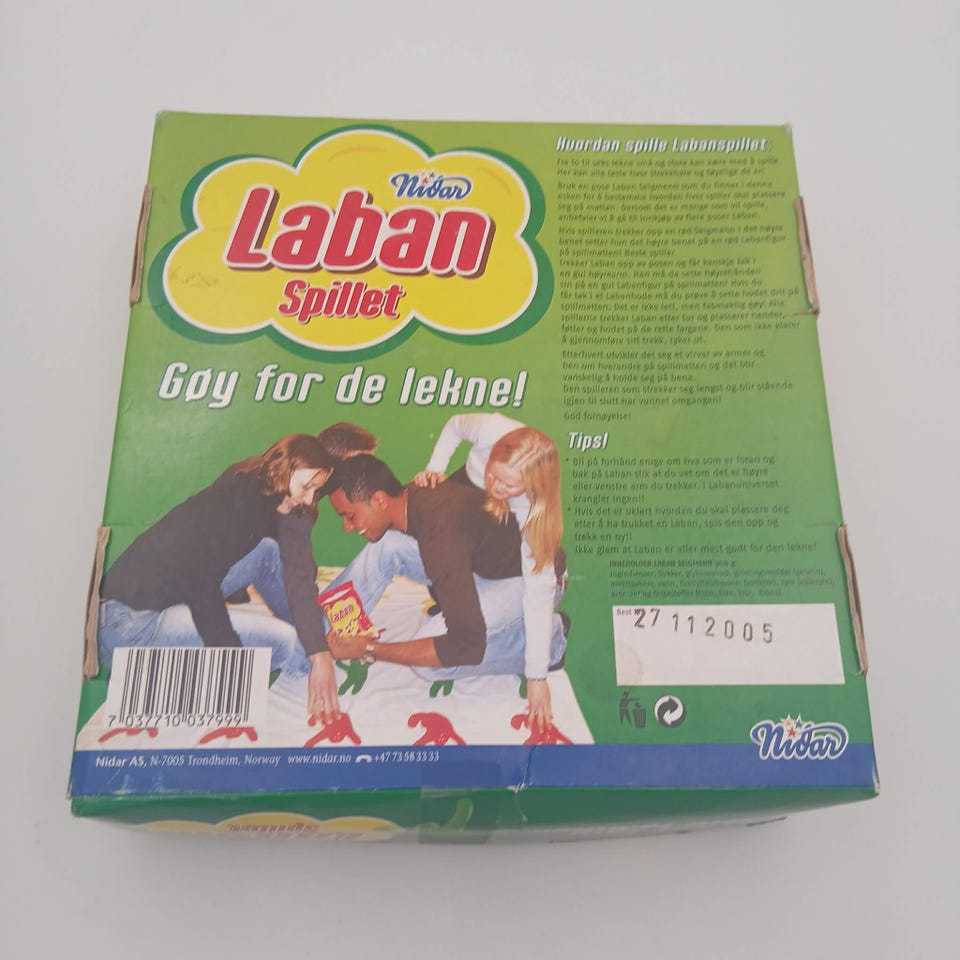 Nidar
Laban
Spillet
Gøy for de lekne!
Hvordan spille Labanspillet:
Fra to til seks lekne små og store kan være med å spille.
Her kan alle teste hvor strekkbare og tøyelige de er!
Bruk en pose Laban Seigmenn som du finner i denne
esken for å bestemme hvordan hver spiller skal plassere
seg på matten. Dersom det er mange som vil spille,
anbefaler vi å gå til innkjøp av flere poser Laban.
Hvis spilleren trekker opp en rød Seigmann i det høyre
benet setter hun det høyre benet på en rød Labanfigur
på spillmatten! Neste spiller
trekker Laban opp av posen og får kanskje tak i
en gul høyrearm. Han må da sette høyrehånden
sin på en gul Labanfigur på spillmatten! Hvis du
får tak i et Labanhode må du prøve å sette hodet ditt på
spillmatten. Det er ikke lett, men fabelaktig gøy! Alle
spillerne trekker Laban etter tur og plasserer hender,
føtter og hodet på de rette fargene. Den som ikke klarer
å gjennomføre sitt trekk, ryker ut.
Etterhvert utvikler det seg et virvar av armer og
ben om hverandre på spillmatten og det blir
vanskelig å holde seg på bena.
Den spilleren som strekker seg lengst og blir stående
igjen til slutt har vunnet omgangen!
God fornøyelse!
Tips!
* Bli på forhånd enige om hva som er foran og
bak på Laban slik at du vet om det er høyre
eller venstre arm du trekker. I Labanuniverset
krangler ingen!!
* Hvis det er uklart hvordan du skal plassere deg
etter å ha trukket en Laban, spis den opp og
trekk en ny!!
Ikke glem at Laban er aller mest godt for den lekne!
INNEHOLDER LABAN SEIGMENN 300 g
Best
27 112005
Laban
7 037710 037999
Nidar AS, N-7005 Trondheim, Norway www.nidar.no +47 73 58 33 33
Nidar